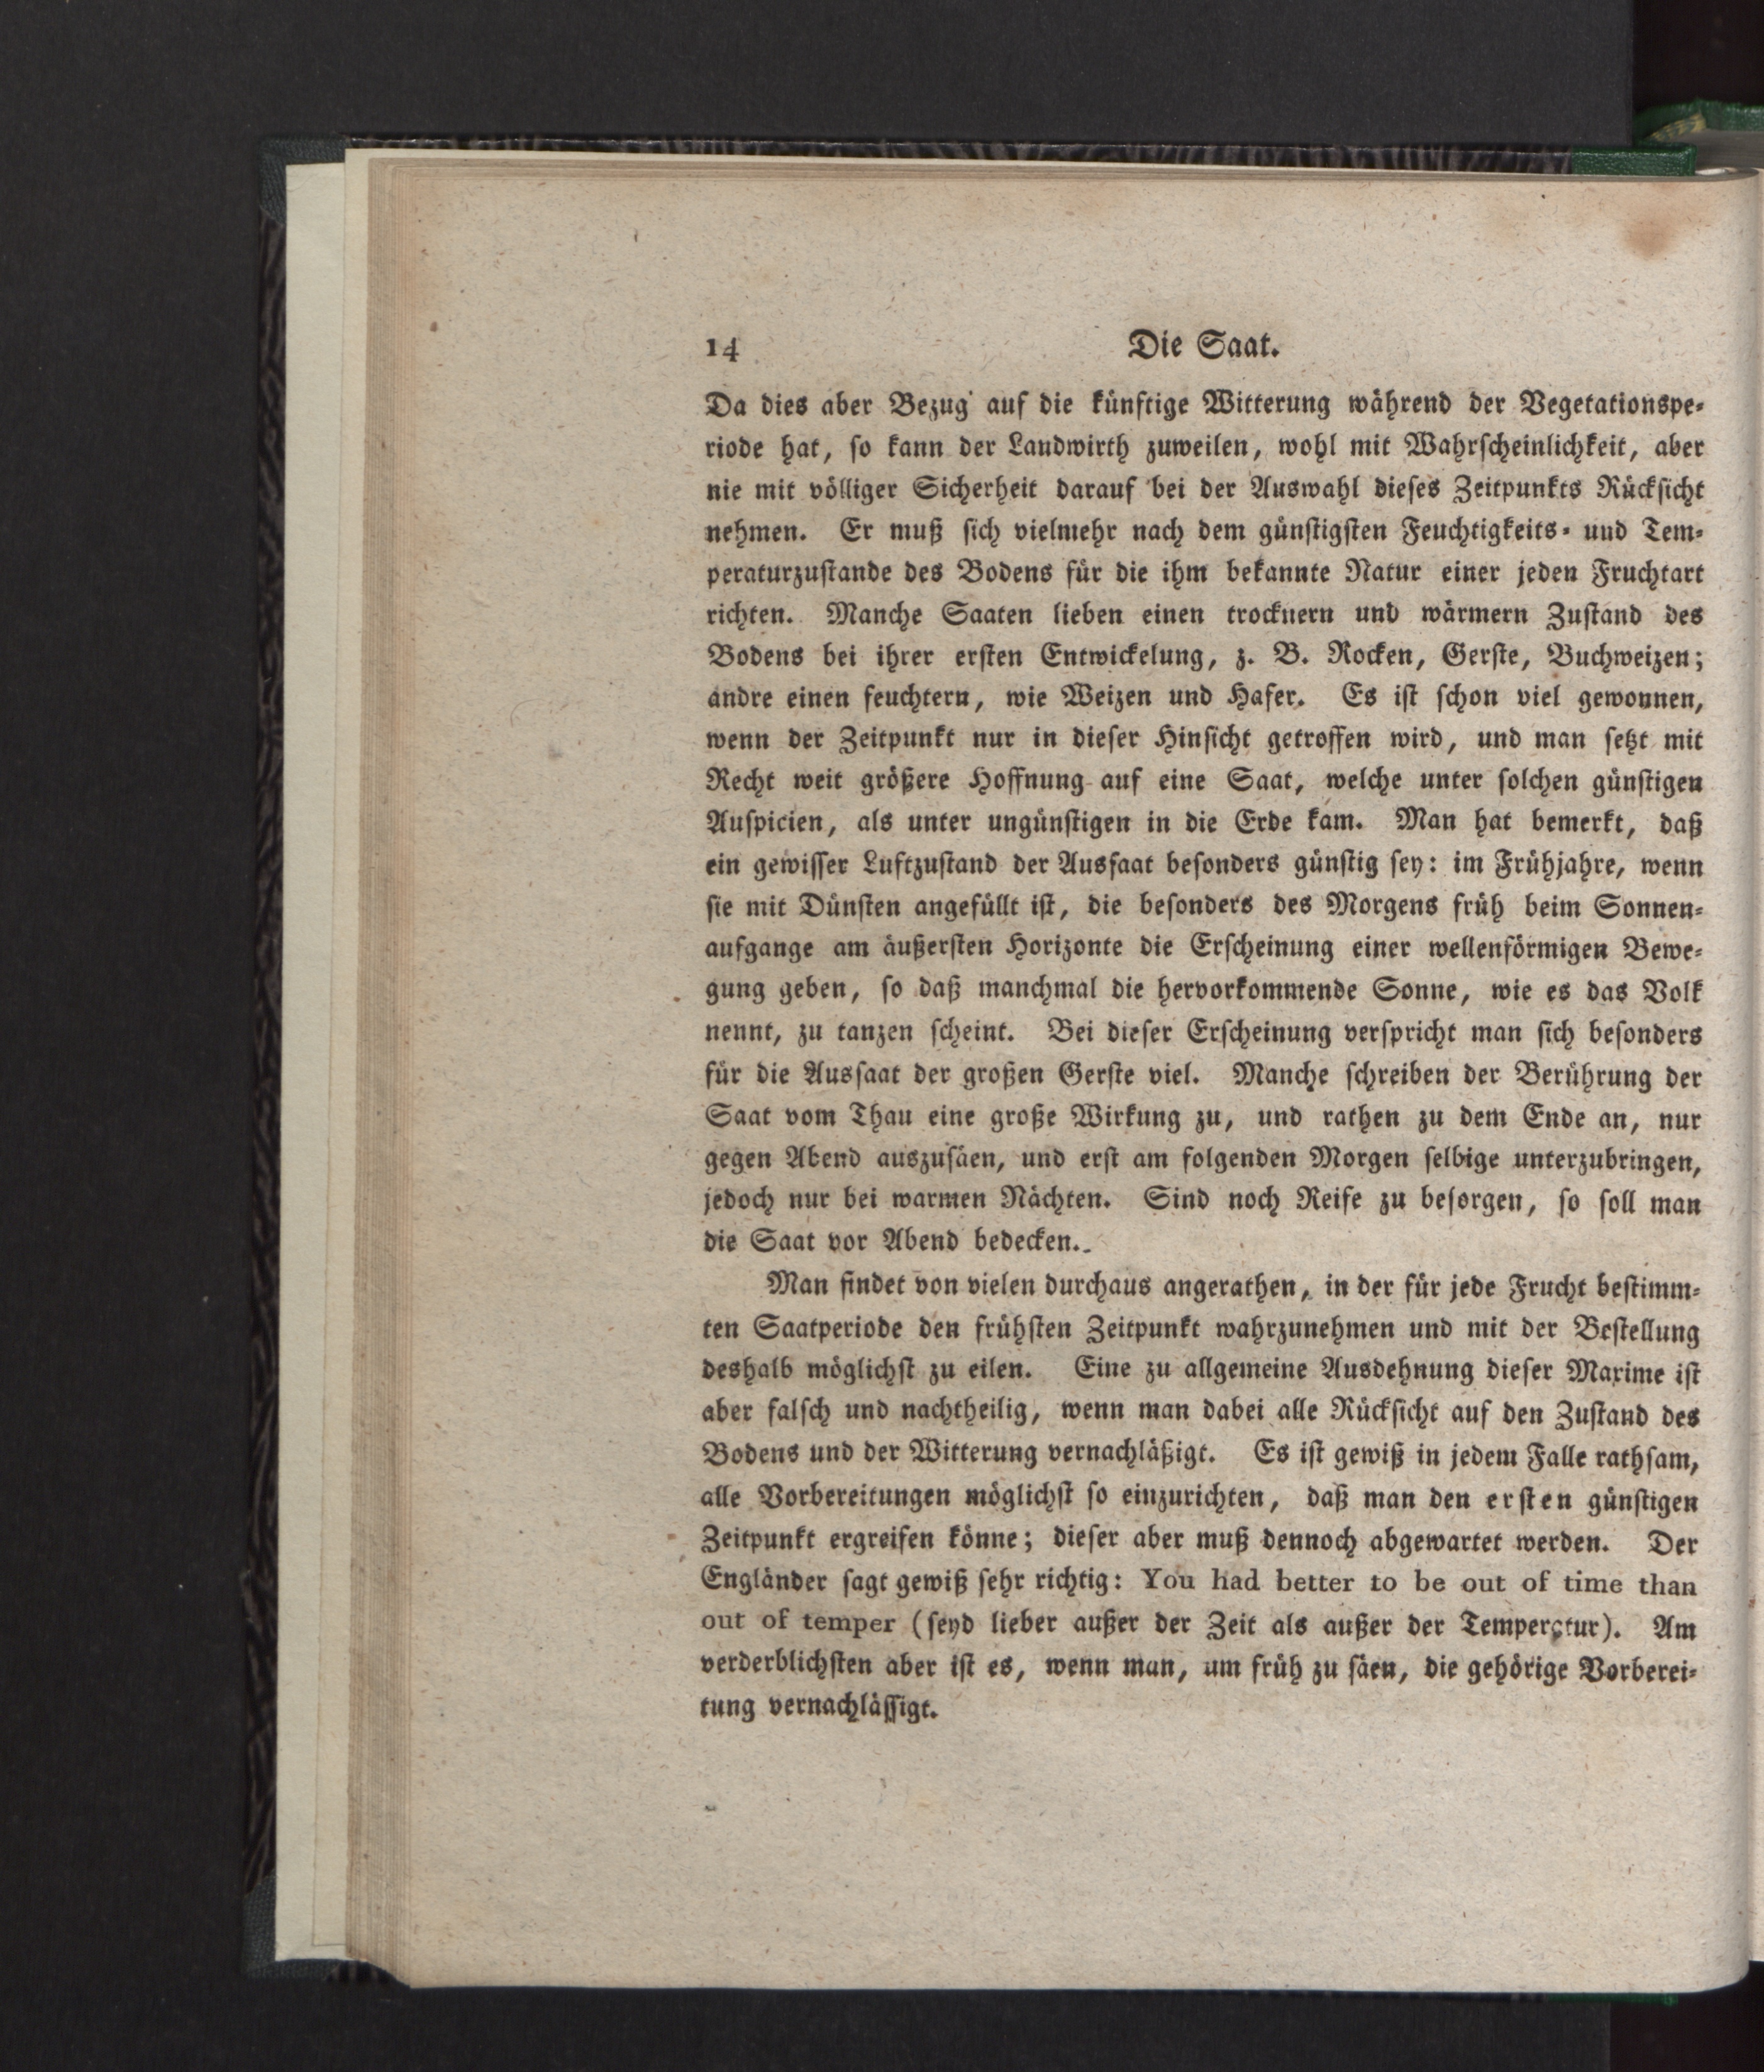 14 Die Saat.
Da dies aber Bezug auf die künftige Witterung während der Vegetationspe-
riode hat, so kann der Landwirth zuweilen, wohl mit Wahrscheinlichkeit, aber
nie mit völliger Sicherheit darauf bei der Auswahl dieses Zeitpunkts Rücksicht
nehmen. Er muß sich vielmehr nach dem günstigsten Feuchtigkeits- und Tem-
peraturzustande des Bodens für die ihm bekannte Natur einer jeden Fruchtart
richten. Manche Saaten lieben einen trocknern und wärmern Zustand des
Bodens bei ihrer ersten Entwickelung, z. B. Rocken, Gerste, Buchweizen;
andre einen feuchtern, wie Weizen und Hafer. Es ist schon viel gewonnen,
wenn der Zeitpunkt nur in dieser Hinsicht getroffen wird, und man setzt mit
Recht weit größere Hoffnung auf eine Saat, welche unter solchen günstigen
Auspicien, als unter ungünstigen in die Erde kam. Man hat bemerkt, daß
ein gewisser Luftzustand der Ausfaat besonders günstig sey: im Frühjahre, wenn
sie mit Dünsten angefüllt ist, die besonders des Morgens früh beim Sonnen-
aufgange am äußersten Horizonte die Erscheinung einer wellenförmigen Bewe-
gung geben, so daß manchmal die hervorkommende Sonne, wie es das Volk
nennt, zu tanzen scheint. Bei dieser Erscheinung verspricht man sich besonders
für die Aussaat der großen Gerste viel. Manche schreiben der Berührung der
Saat vom Thau eine große Wirkung zu, und rathen zu dem Ende an, nur
gegen Abend auszusäen, und erst am folgenden Morgen selbige unterzubringen,
jedoch nur bei warmen Nächten. Sind noch Reife zu besorgen, so soll man
die Saat vor Abend bedecken.
Man findet von vielen durchaus angerathen, in der für jede Frucht bestimm-
ten Saatperiode den frühsten Zeitpunkt wahrzunehmen und mit der Bestellung
deshalb möglichst zu eilen. Eine zu allgemeine Ausdehnung dieser Maxime ist
aber falsch und nachtheilig, wenn man dabei alle Rücksicht auf den Zustand des
Bodens und der Witterung vernachläßigt. Es ist gewiß in jedem Falle rathsam,
alle Vorbereitungen möglichst so einzurichten, daß man den ersten günstigen
Zeitpunkt ergreifen könne; dieser aber muß dennoch abgewartet werden. Der
Engländer sagt gewiß sehr richtig: You had better to be out of time than
out of temper (seyd lieber außer der Zeit als außer der Temperatur). Am
verderblichsten aber ist es, wenn man, um früh zu säen, die gehörige Vorberei-
tung vernachlässigt.